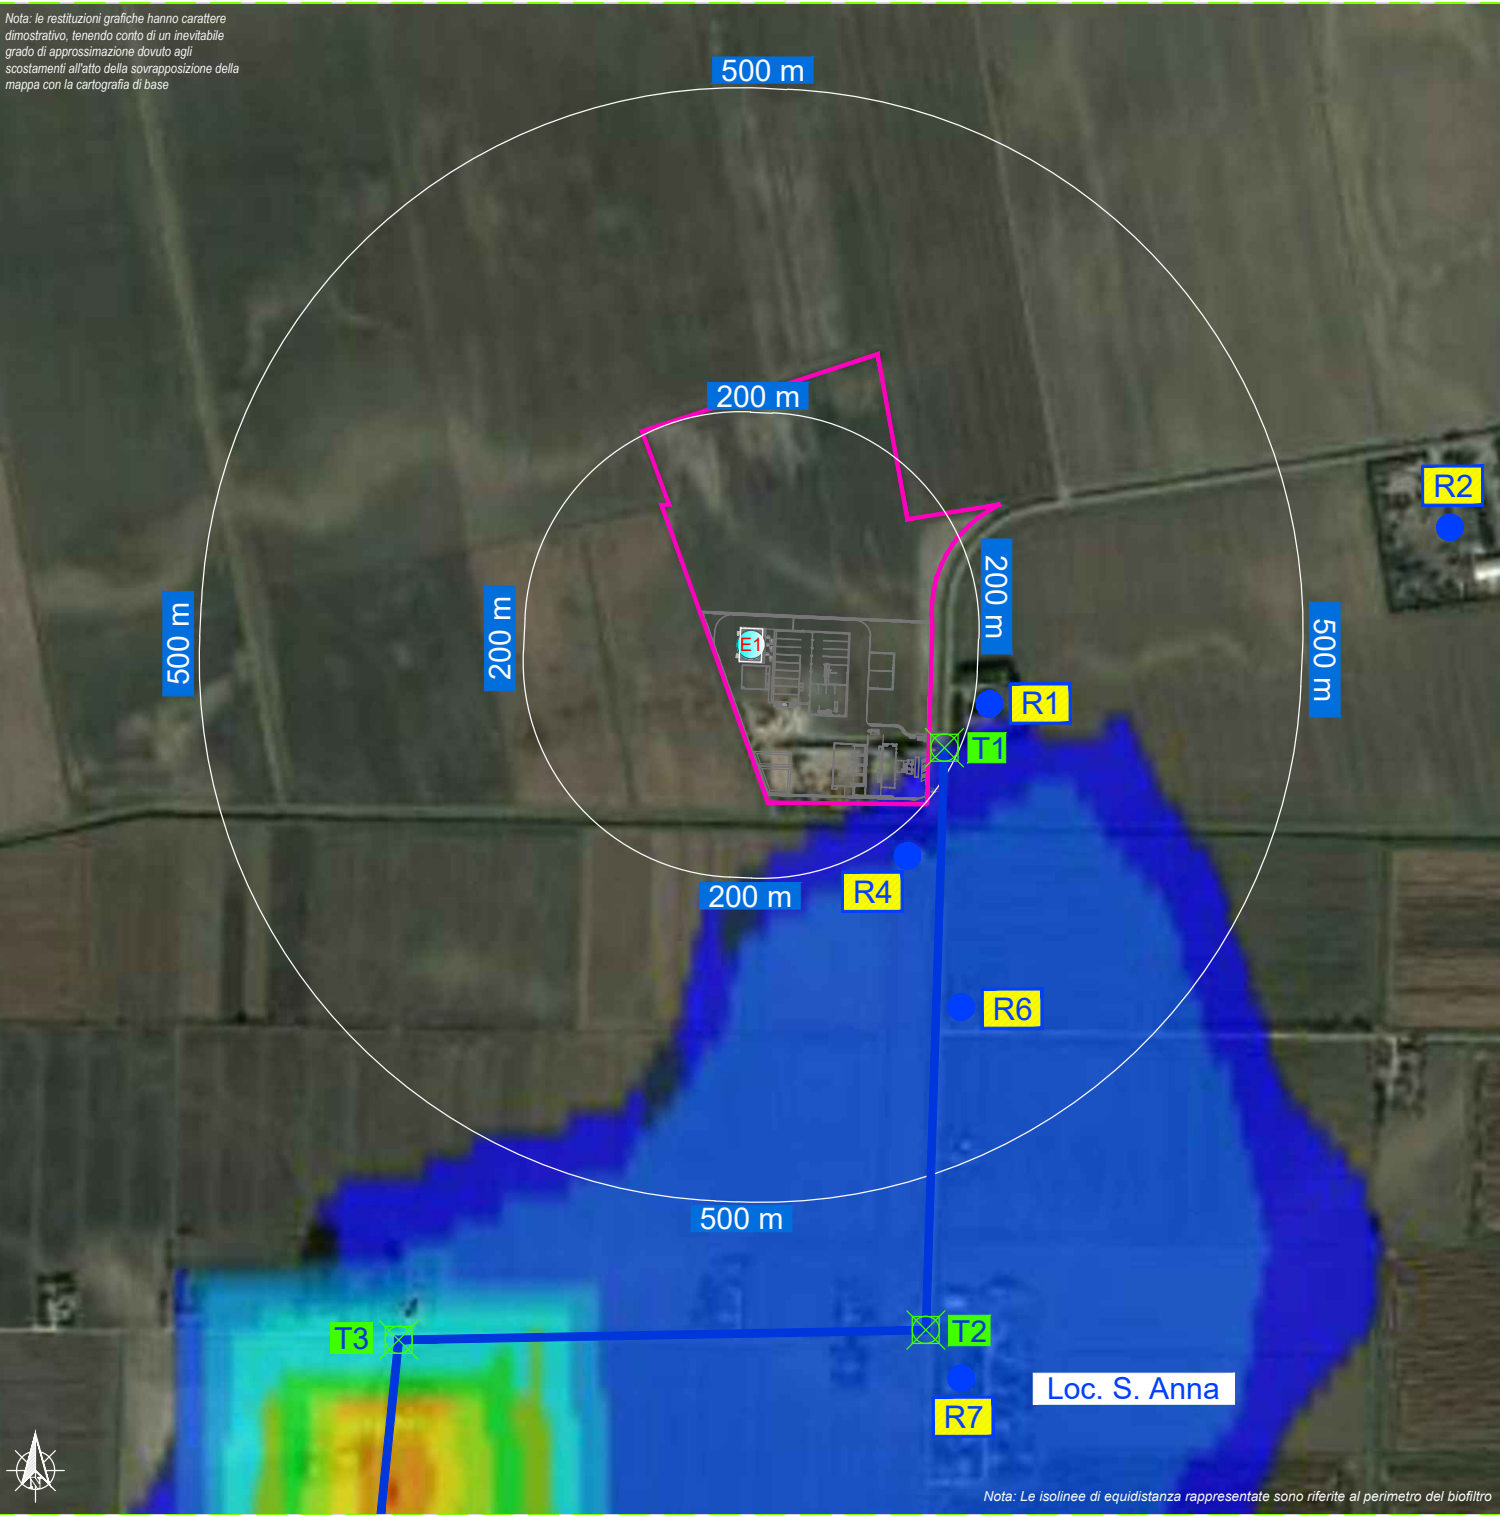 Nota: le restituzioni grafiche hanno carattere
dimostrativo, tenendo conto di un inevitabile
grado di approssimazione dovuto agli
scostamenti all'atto della sovrapposizione della
mappa con la cartografia di base
500 m
200 m
R2
200 m
500 m
200 m
500 m
E1
R1
T1
R4
200 m
R6
500 m
T3
T2
Loc. S. Anna
R7
N
Nota: Le isolinee di equidistanza rappresentate sono riferite al perimetro del biofiltro